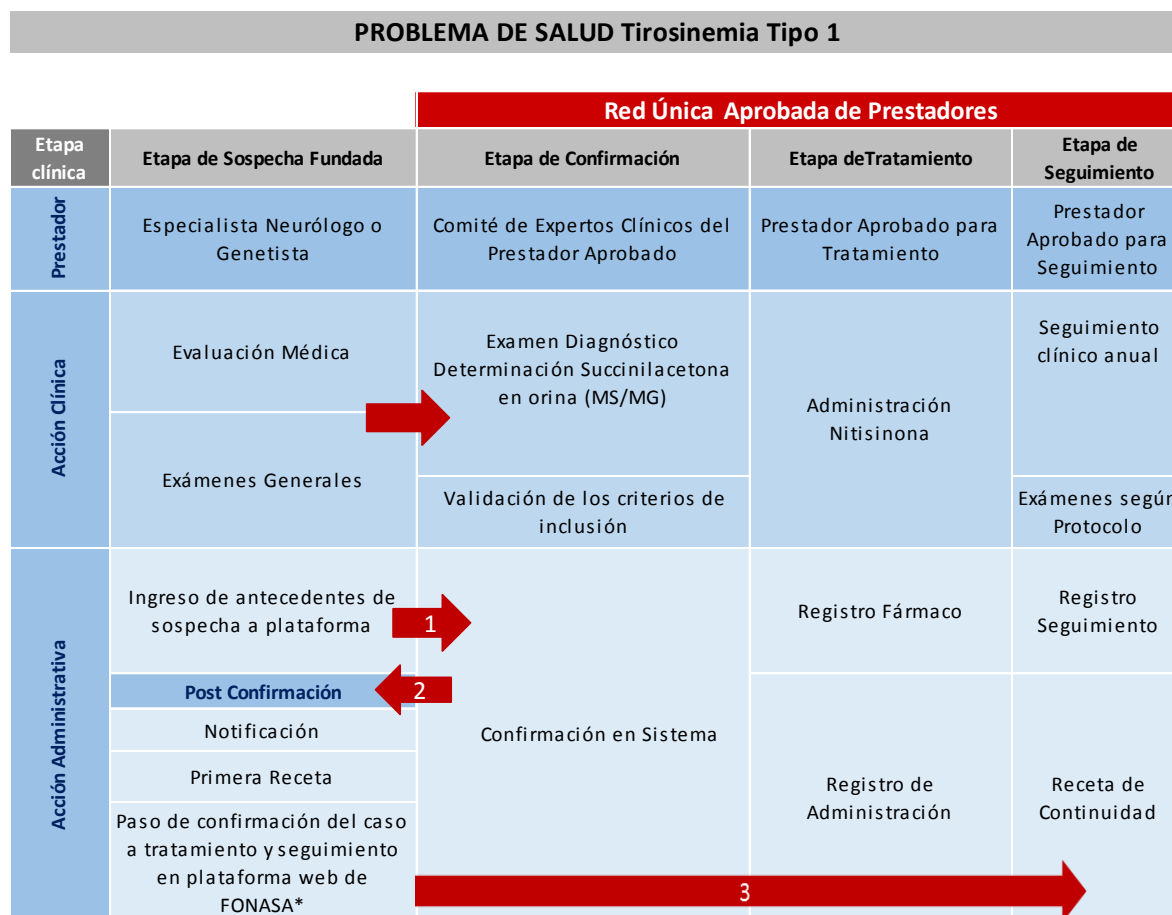 PROBLEMA DE SALUD Tirosinemia Tipo 1
Red Única Aprobada de Prestadores
Etapa
clínica
Etapa de Sospecha Fundada
Etapa de Confirmación
Etapa deTratamiento
Etapa de
Seguimiento
Prestador
Especialista Neurólogo o
Genetista
Comité de Expertos Clínicos del
Prestador Aprobado
Prestador Aprobado para
Tratamiento
Prestador
Aprobado para
Seguimiento
Acción Clínica
Evaluación Médica
Exámenes Generales
Examen Diagnóstico
Determinación Succinilacetona
en orina (MS/MG)
Validación de los criterios de
inclusión
Administración
Nitisinona
Seguimiento
clínico anual
Exámenes según
Protocolo
Acción Administrativa
Ingreso de antecedentes de
sospecha a plataforma
1
Post Confirmación
2
Notificación
Primera Receta
Paso de confirmación del caso
a tratamiento y seguimiento
en plataforma web de
FONASA*
Confirmación en Sistema
Registro Fármaco
Registro de
Administración
Registro
Seguimiento
Receta de
Continuidad
3